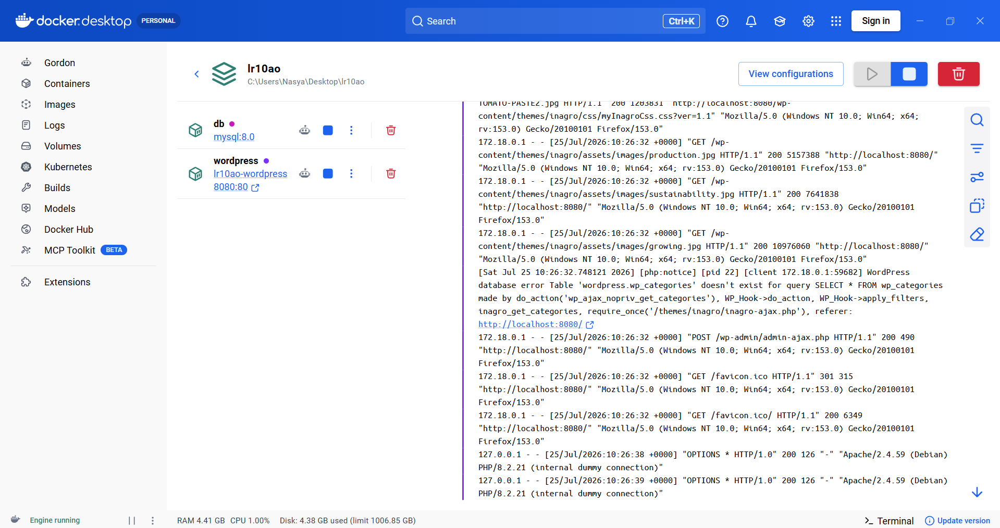 docker desktop PERSONAL
Search Ctrl+K
Sign in
Gordon
Containers
Images
Logs
Volumes
Kubernetes
Builds
Models
Docker Hub
MCP Toolkit BETA
Extensions
lr10ao
C:\Users\Nasya\Desktop\lr10ao
View configurations
db
mysql:8.0
wordpress
lr10ao-wordpress
8080:80
TOMATO-PASTE2.jpg HTTP/1.1" 200 1203831 "http://localhost:8080/wp-
content/themes/inagro/css/myInagroCss.css?ver=1.1" "Mozilla/5.0 (Windows NT 10.0; Win64; x64;
rv:153.0) Gecko/20100101 Firefox/153.0"
172.18.0.1 - - [25/Jul/2026:10:26:32 +0000] "GET /wp-
content/themes/inagro/assets/images/production.jpg HTTP/1.1" 200 5157388 "http://localhost:8080/"
"Mozilla/5.0 (Windows NT 10.0; Win64; x64; rv:153.0) Gecko/20100101 Firefox/153.0"
172.18.0.1 - - [25/Jul/2026:10:26:32 +0000] "GET /wp-
content/themes/inagro/assets/images/sustainability.jpg HTTP/1.1" 200 7641838
"http://localhost:8080/" "Mozilla/5.0 (Windows NT 10.0; Win64; x64; rv:153.0) Gecko/20100101
Firefox/153.0"
172.18.0.1 - - [25/Jul/2026:10:26:32 +0000] "GET /wp-
content/themes/inagro/assets/images/growing.jpg HTTP/1.1" 200 10976060 "http://localhost:8080/"
"Mozilla/5.0 (Windows NT 10.0; Win64; x64; rv:153.0) Gecko/20100101 Firefox/153.0"
[Sat Jul 25 10:26:32.748121 2026] [php:notice] [pid 22] [client 172.18.0.1:59682] WordPress
database error Table 'wordpress.wp_categories' doesn't exist for query SELECT * FROM wp_categories
made by do_action('wp_ajax_nopriv_get_categories'), WP_Hook->do_action, WP_Hook->apply_filters,
inagro_get_categories, require_once('/themes/inagro/inagro-ajax.php'), referer:
http://localhost:8080/
172.18.0.1 - - [25/Jul/2026:10:26:32 +0000] "POST /wp-admin/admin-ajax.php HTTP/1.1" 200 490
"http://localhost:8080/" "Mozilla/5.0 (Windows NT 10.0; Win64; x64; rv:153.0) Gecko/20100101
Firefox/153.0"
172.18.0.1 - - [25/Jul/2026:10:26:32 +0000] "GET /favicon.ico HTTP/1.1" 301 315
"http://localhost:8080/" "Mozilla/5.0 (Windows NT 10.0; Win64; x64; rv:153.0) Gecko/20100101
Firefox/153.0"
172.18.0.1 - - [25/Jul/2026:10:26:32 +0000] "GET /favicon.ico/ HTTP/1.1" 200 6349
"http://localhost:8080/" "Mozilla/5.0 (Windows NT 10.0; Win64; x64; rv:153.0) Gecko/20100101
Firefox/153.0"
127.0.0.1 - - [25/Jul/2026:10:26:38 +0000] "OPTIONS * HTTP/1.0" 200 126 "-" "Apache/2.4.59 (Debian)
PHP/8.2.21 (internal dummy connection)"
127.0.0.1 - - [25/Jul/2026:10:26:39 +0000] "OPTIONS * HTTP/1.0" 200 126 "-" "Apache/2.4.59 (Debian)
PHP/8.2.21 (internal dummy connection)"
Engine running
RAM 4.41 GB CPU 1.00% Disk: 4.38 GB used (limit 1006.85 GB)
Terminal
Update version